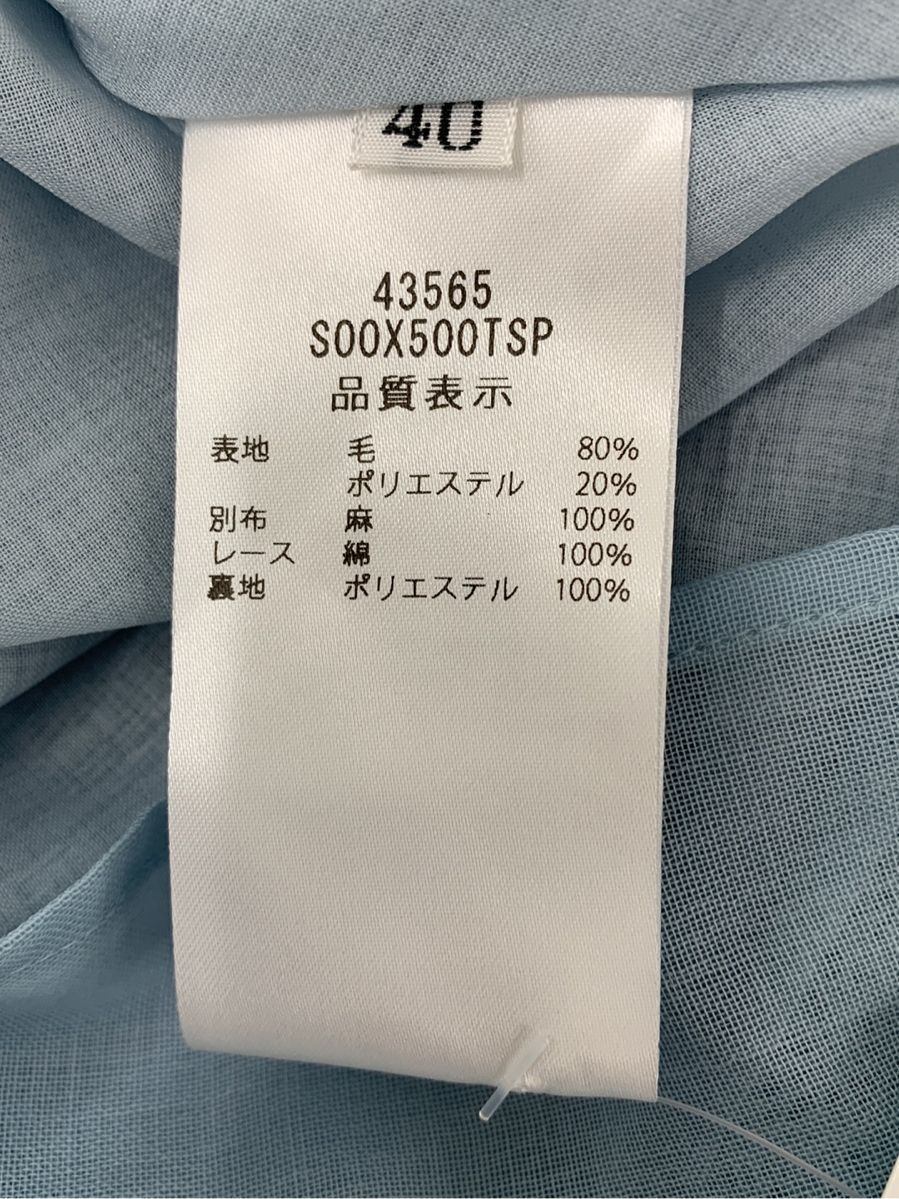 40
43565
S00X500TSP
品質表示
表地 毛 80%
ポリエステル 20%
別布 麻 100%
レース 綿 100%
裏地 ポリエステル 100%